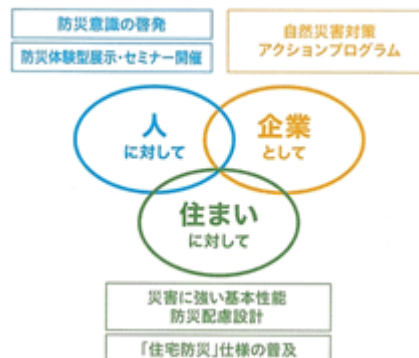 防災意識の啓発
防災体験型展示・セミナー開催
自然災害対策
アクションプログラム
人
に対して
企業
として
住まい
に対して
災害に強い基本性能
防災配慮設計
「住宅防災」仕様の普及